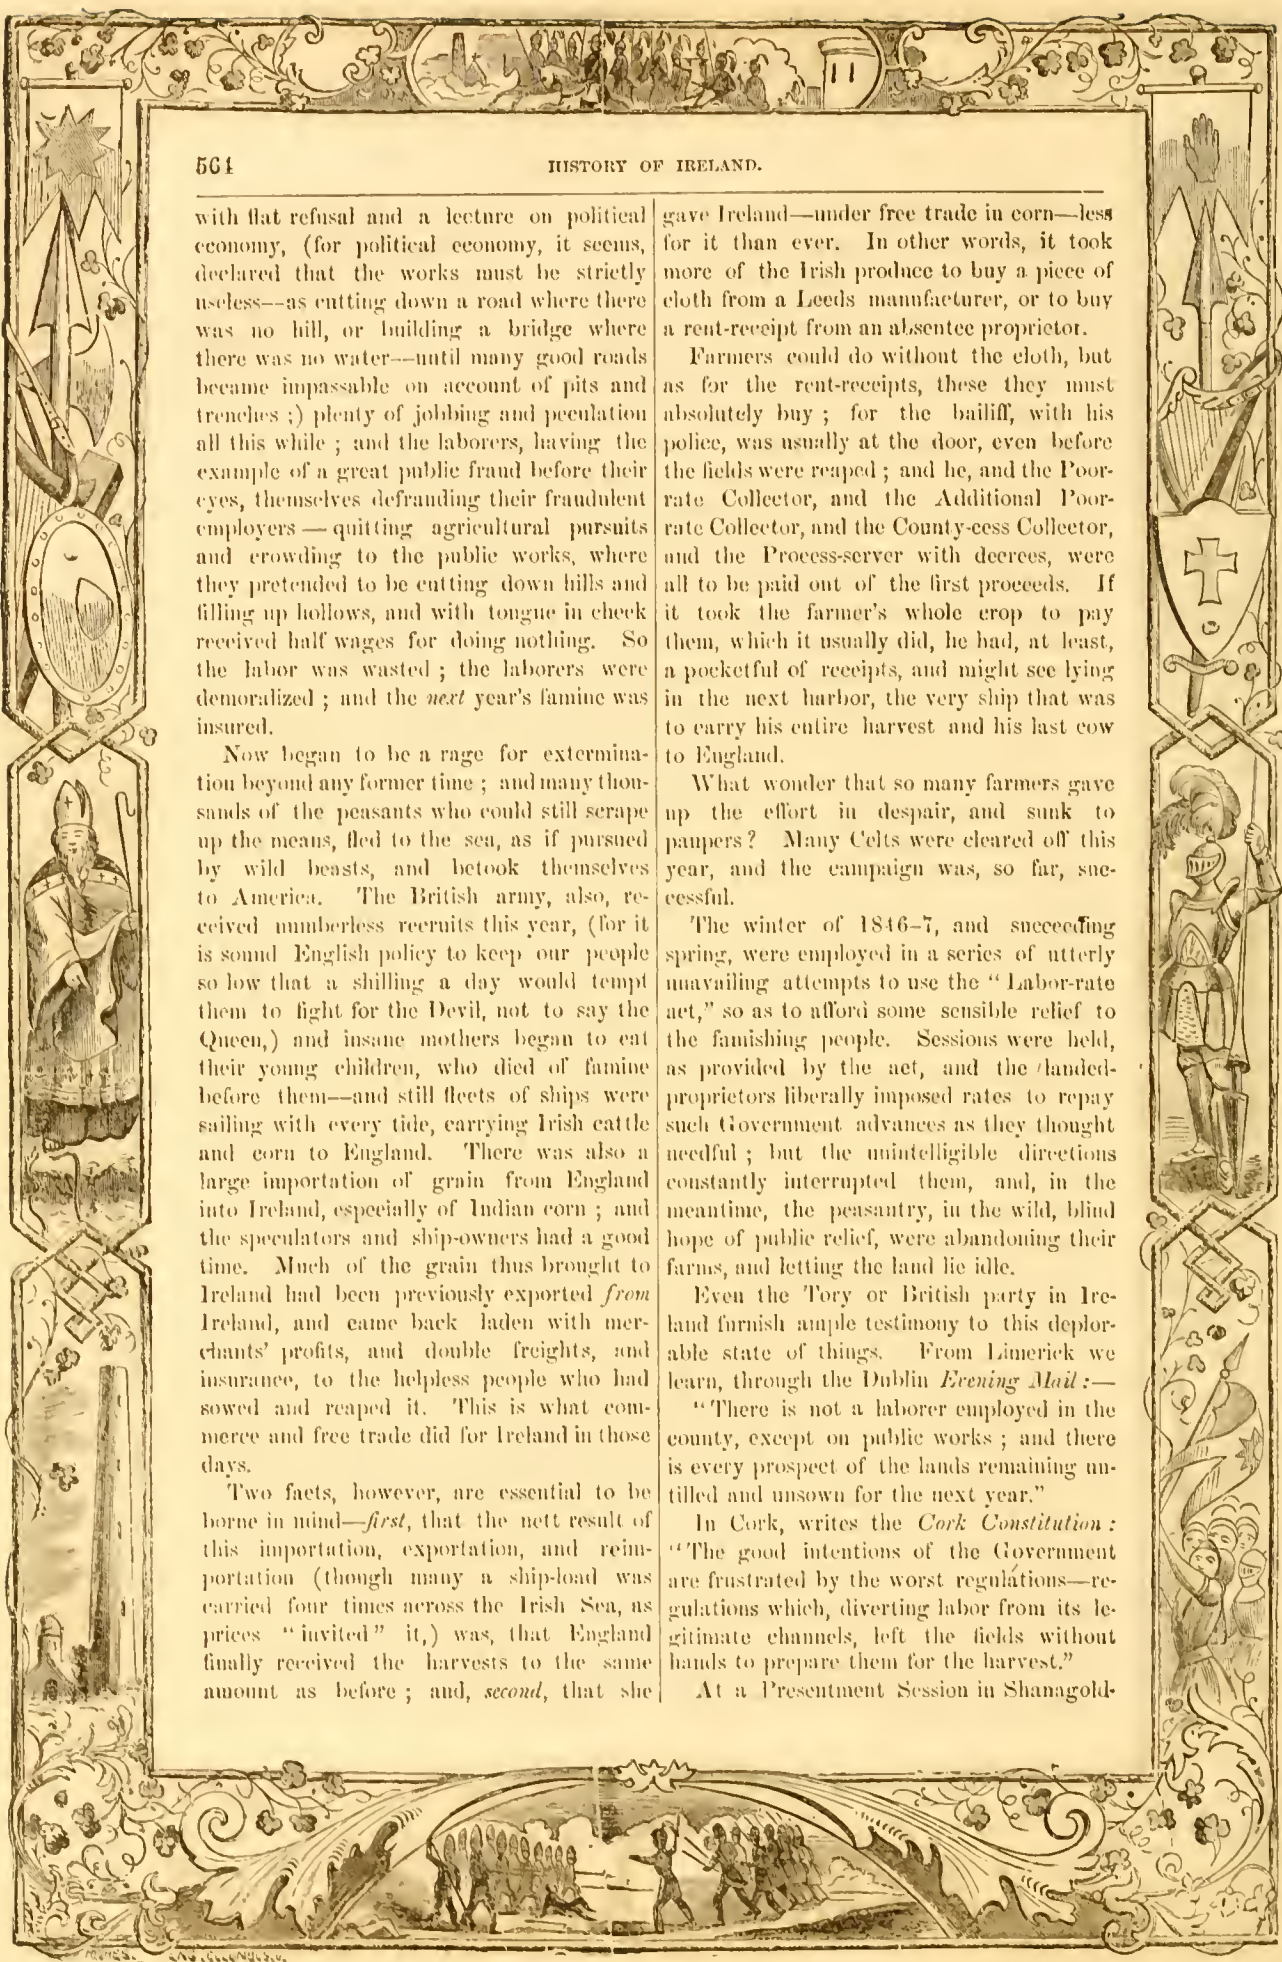 564
HISTORY OF IRELAND.
with flat refusal and a lecture on political
economy, (for political economy, it seems,
declared that the works must be strictly
useless—as cutting down a road where there
was no hill, or building a bridge where
there was no water—until many good roads
became impassable on account of pits and
trenches ;) plenty of jobbing and peculation
all this while ; and the laborers, having the
example of a great public fraud before their
eyes, themselves defrauding their fraudulent
employers — quitting agricultural pursuits
and crowding to the public works, where
they pretended to be cutting down hills and
filling up hollows, and with tongue in cheek
received half wages for doing nothing. So
the labor was wasted ; the laborers were
demoralized ; and the next year's famine was
insured.
Now began to be a rage for extermina-
tion beyond any former time ; and many thou-
sands of the peasants who could still scrape
up the means, fled to the sea, as if pursued
by wild beasts, and betook themselves
to America. The British army, also, re-
ceived numberless recruits this year, (for it
is sound English policy to keep our people
so low that a shilling a day would tempt
them to fight for the Devil, not to say the
Queen,) and insane mothers began to eat
their young children, who died of famine
before them—and still fleets of ships were
sailing with every tide, carrying Irish cattle
and corn to England. There was also a
large importation of grain from England
into Ireland, especially of Indian corn ; and
the speculators and ship-owners had a good
time. Much of the grain thus brought to
Ireland had been previously exported from
Ireland, and came back laden with mer-
chants' profits, and double freights, and
insurance, to the helpless people who had
sowed and reaped it. This is what com-
merce and free trade did for Ireland in those
days.
Two facts, however, are essential to be
borne in mind—first, that the nett result of
this importation, exportation, and reim-
portation (though many a ship-load was
carried four times across the Irish Sea, as
prices "invited" it,) was, that England
finally received the harvests to the same
amount as before ; and, second, that she
gave Ireland—under free trade in corn—less
for it than ever. In other words, it took
more of the Irish produce to buy a piece of
cloth from a Leeds manufacturer, or to buy
a rent-receipt from an absentee proprietor.
Farmers could do without the cloth, but
as for the rent-receipts, these they must
absolutely buy ; for the bailiff, with his
police, was usually at the door, even before
the fields were reaped ; and he, and the Poor-
rate Collector, and the Additional Poor-
rate Collector, and the County-cess Collector,
and the Process-server with decrees, were
all to be paid out of the first proceeds. If
it took the farmer's whole crop to pay
them, which it usually did, he had, at least,
a pocketful of receipts, and might see lying
in the next harbor, the very ship that was
to carry his entire harvest and his last cow
to England.
What wonder that so many farmers gave
up the effort in despair, and sunk to
paupers? Many Celts were cleared off this
year, and the campaign was, so far, suc-
cessful.
The winter of 1846-7, and succeeding
spring, were employed in a series of utterly
unavailing attempts to use the "Labor-rate
act," so as to afford some sensible relief to
the famishing people. Sessions were held,
as provided by the act, and the landed-
proprietors liberally imposed rates to repay
such Government advances as they thought
needful ; but the unintelligible directions
constantly interrupted them, and, in the
meantime, the peasantry, in the wild, blind
hope of public relief, were abandoning their
farms, and letting the land lie idle.
Even the Tory or British party in Ire-
land furnish ample testimony to this deplor-
able state of things. From Limerick we
learn, through the Dublin Evening Mail :—
"There is not a laborer employed in the
county, except on public works ; and there
is every prospect of the lands remaining un-
tilled and unsown for the next year."
In Cork, writes the Cork Constitution :
"The good intentions of the Government
are frustrated by the worst regulations—re-
gulations which, diverting labor from its le-
gitimate channels, left the fields without
hands to prepare them for the harvest."
At a Presentment Session in Shanagold-